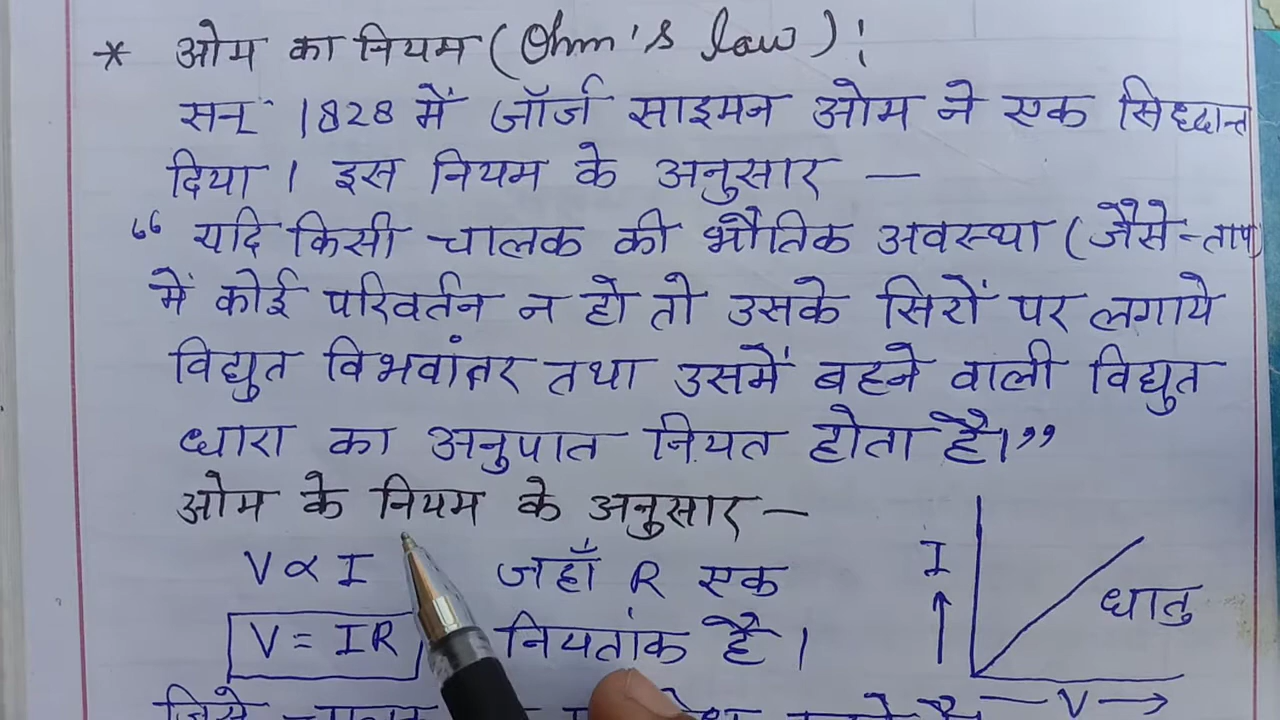 * ओम का नियम (Ohm's law) :
सन् 1828 में जॉर्ज साइमन ओम ने एक सिद्धान्त
दिया । इस नियम के अनुसार —
“ यदि किसी चालक की भौतिक अवस्था (जैसे-ताप)
में कोई परिवर्तन न हो तो उसके सिरों पर लगाये
विद्युत विभवांतर तथा उसमें बहने वाली विद्युत
धारा का अनुपात नियत होता है।”
ओम के नियम के अनुसार —
V ∝ I जहाँ R एक
V = IR नियतांक है ।
I
धातु
V →
जिसे